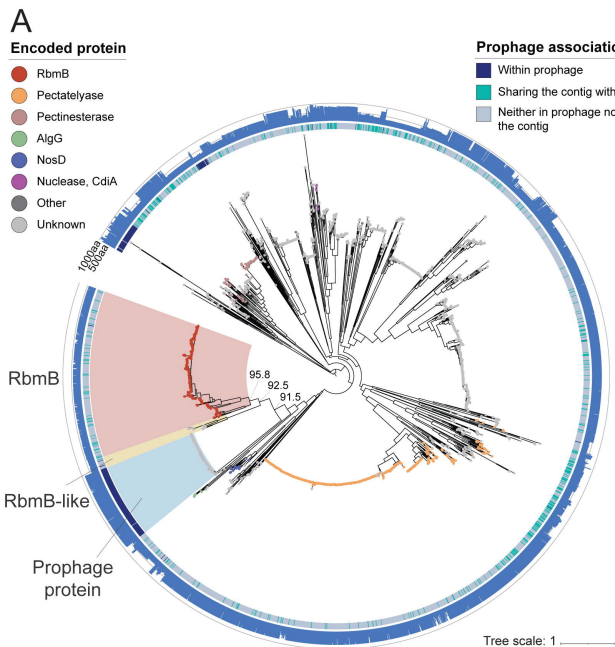 A
Encoded protein
RbmB
Pectatelyase
Pectinesterase
AlgG
NosD
Nuclease, CdiA
Other
Unknown
Prophage associatio
Within prophage
Sharing the contig with
Neither in prophage no
the contig
1000aa
500aa
RbmB
95.8
92.5
91.5
RbmB-like
Prophage
protein
Tree scale: 1